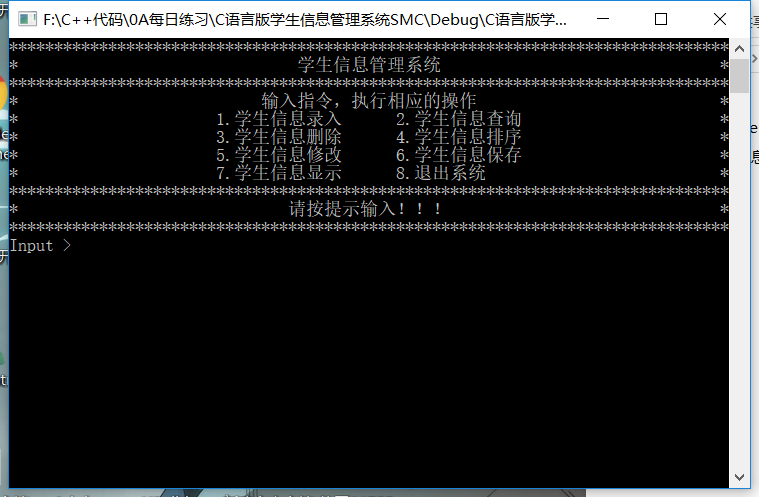 F:\C++代码\0A每日练习\C语言版学生信息管理系统SMC\Debug\C语言版学...
********************************************************************************
* 学生信息管理系统 *
********************************************************************************
* 输入指令，执行相应的操作 *
* 1.学生信息录入 2.学生信息查询 *
* 3.学生信息删除 4.学生信息排序 *
* 5.学生信息修改 6.学生信息保存 *
* 7.学生信息显示 8.退出系统 *
********************************************************************************
* 请按提示输入！！！ *
********************************************************************************
Input >